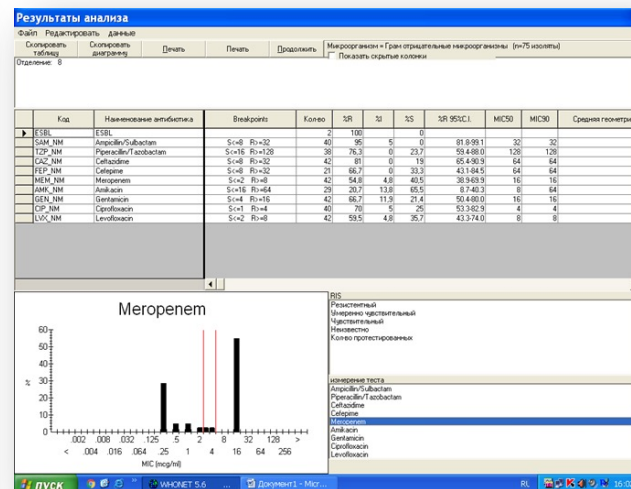 Результаты анализа
Файл Редактировать данные
Скопировать таблицу Скопировать диаграмму Печать Печать Продолжить Микроорганизм = Грам отрицательные микроорганизмы (n=75 изоляты)
Показать скрытые колонки
Отделение: 8
Код Наименование антибиотика Breakpoints Кол-во %R %I %S %R 95%C.I. MIC50 MIC90 Средняя геометри
ESBL ESBL 2 100 0
SAM_NM Ampicillin/Sulbactam S<=8 R>=32 40 95 5 0 81.8-99.1 32 32
TZP_NM Piperacillin/Tazobactam S<=16 R>=128 38 76,3 0 23,7 59.4-88.0 128 128
CAZ_NM Ceftazidime S<=8 R>=32 42 81 0 19 65.4-90.9 64 64
FEP_NM Cefepime S<=8 R>=32 21 66,7 0 33,3 43.1-84.5 64 64
MEM_NM Meropenem S<=2 R>=8 42 54,8 4,8 40,5 38.9-69.9 16 16
AMK_NM Amikacin S<=16 R>=64 29 20,7 13,8 65,5 8.7-40.3 8 64
GEN_NM Gentamicin S<=4 R>=16 42 66,7 11,9 21,4 50.4-80.0 16 16
CIP_NM Ciprofloxacin S<=1 R>=4 40 70 5 25 53.3-82.9 4 4
LVX_NM Levofloxacin S<=2 R>=8 42 59,5 4,8 35,7 43.3-74.0 8 8
Meropenem
60
50
40
30
20
10
0
%
.002 .008 .032 .125 .5 2 8 32 128 >
< .004 .016 .064 .25 1 4 16 64 256
MIC (mcg/ml)
RIS
Резистентный
Умеренно чувствительный
Чувствительный
Неизвестно
Кол-во протестированных
измерение теста
Ampicillin/Sulbactam
Piperacillin/Tazobactam
Ceftazidime
Cefepime
Meropenem
Amikacin
Gentamicin
Ciprofloxacin
Levofloxacin
пуск WHONET 5.6 ... Документ1 - Micr... RU